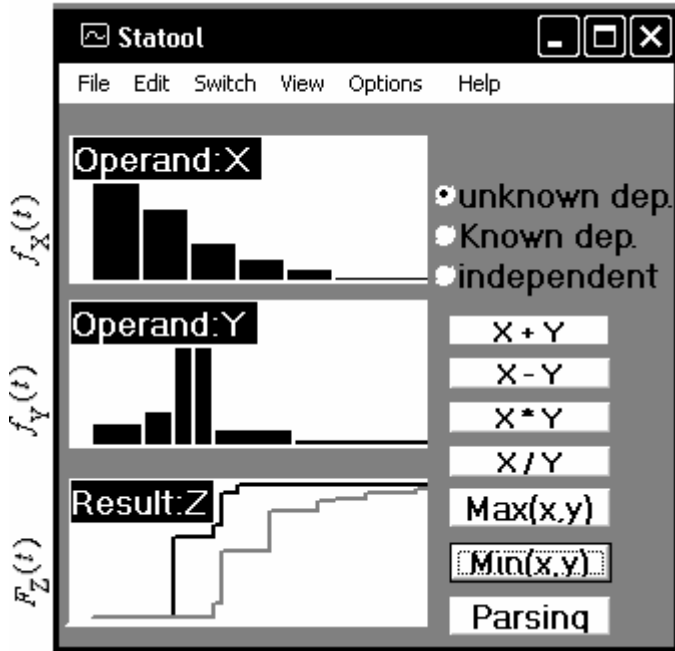 Statool
File Edit Switch View Options Help
Operand:X
unknown dep.
Known dep.
independent
f_X(t)
Operand:Y
f_Y(t)
X + Y
X - Y
X * Y
X / Y
Max(x,y)
Min(x,y)
Parsing
Result:Z
F_Z(t)